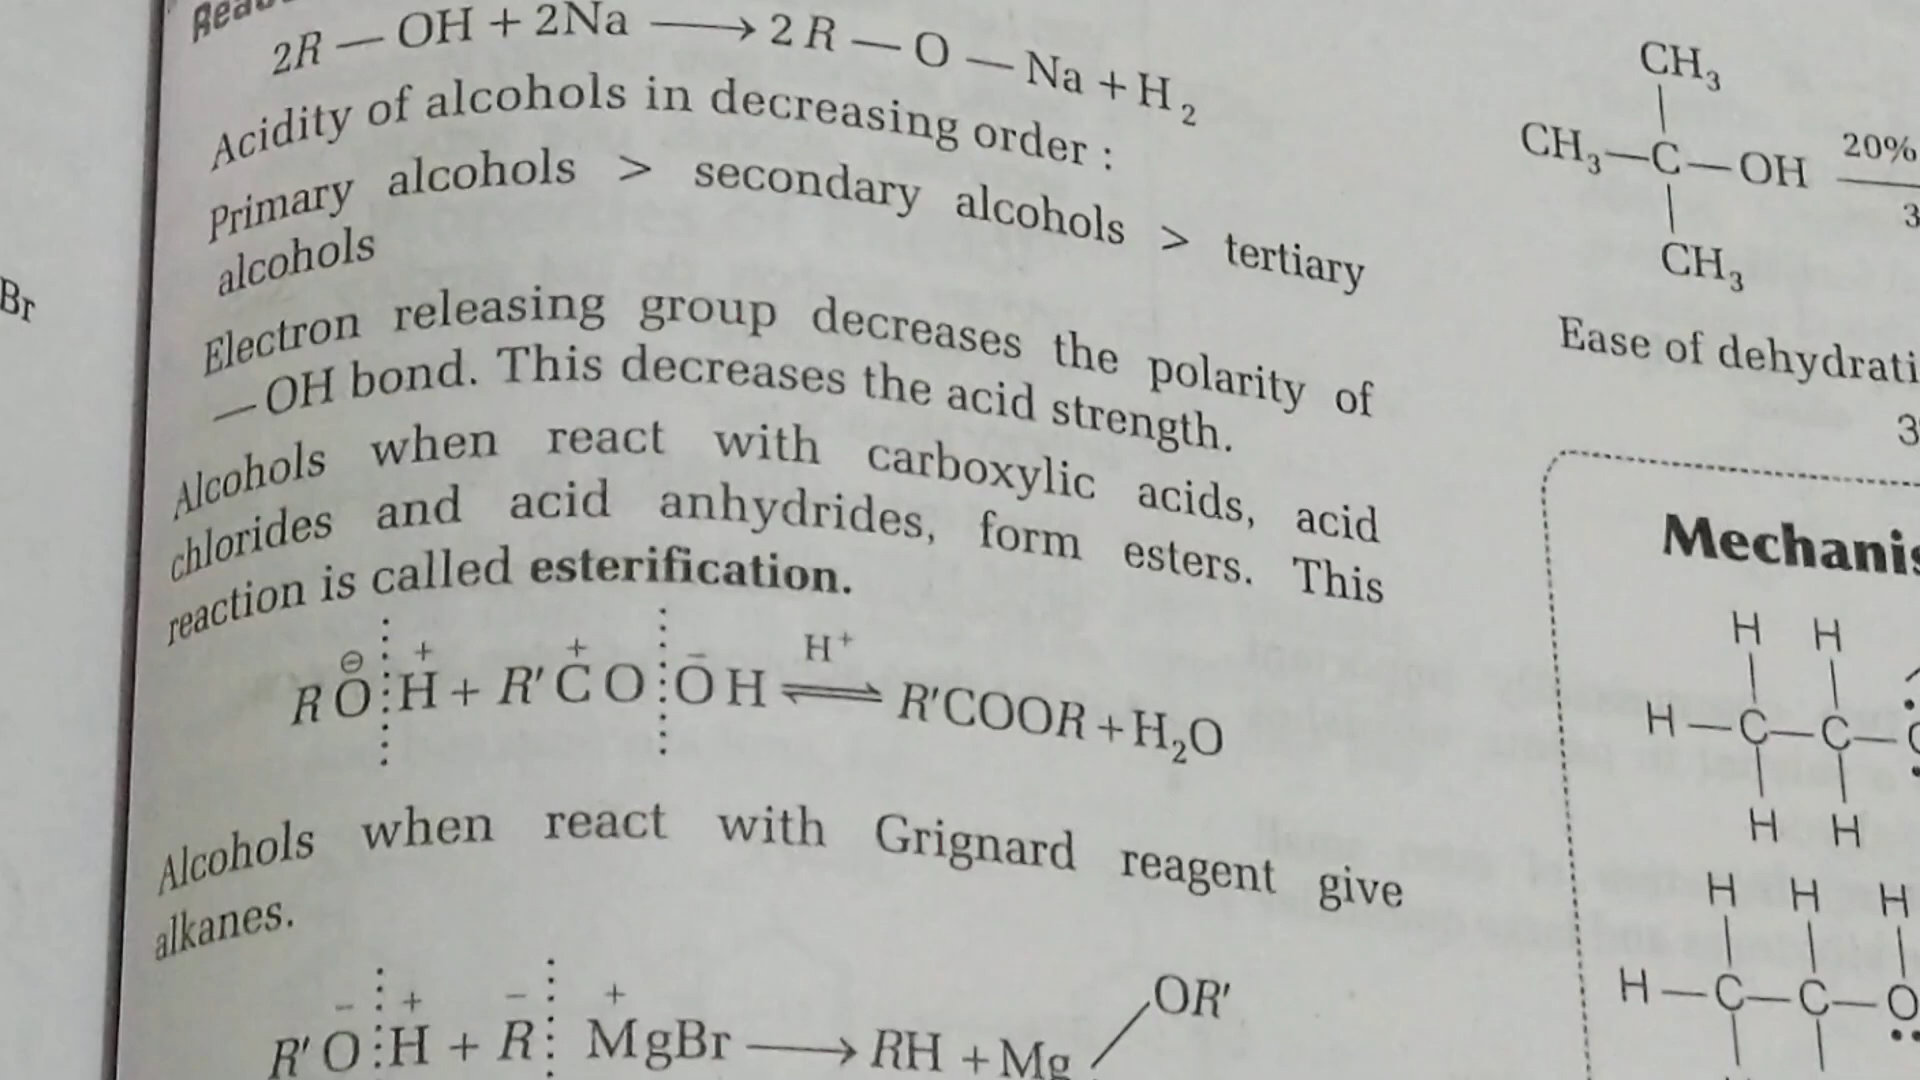 2R — OH + 2Na ⟶ 2R — O — Na + H₂
Acidity of alcohols in decreasing order :
Primary alcohols > secondary alcohols > tertiary
alcohols
Electron releasing group decreases the polarity of
—OH bond. This decreases the acid strength.
Alcohols when react with carboxylic acids, acid
chlorides and acid anhydrides, form esters. This
reaction is called esterification.
⊖ + + − H⁺
RO⋮H + R'CO⋮OH ⇌ R'COOR + H₂O
Alcohols when react with Grignard reagent give
alkanes.
− + − + OR'
R'O⋮H + R⋮MgBr ⟶ RH + Mg
Br
CH₃
|
CH₃—C—OH 20%
|
CH₃
Ease of dehydrati
H H
| |
H—C—C—
| |
H H
H H H
| | |
H—C—C—O
| |